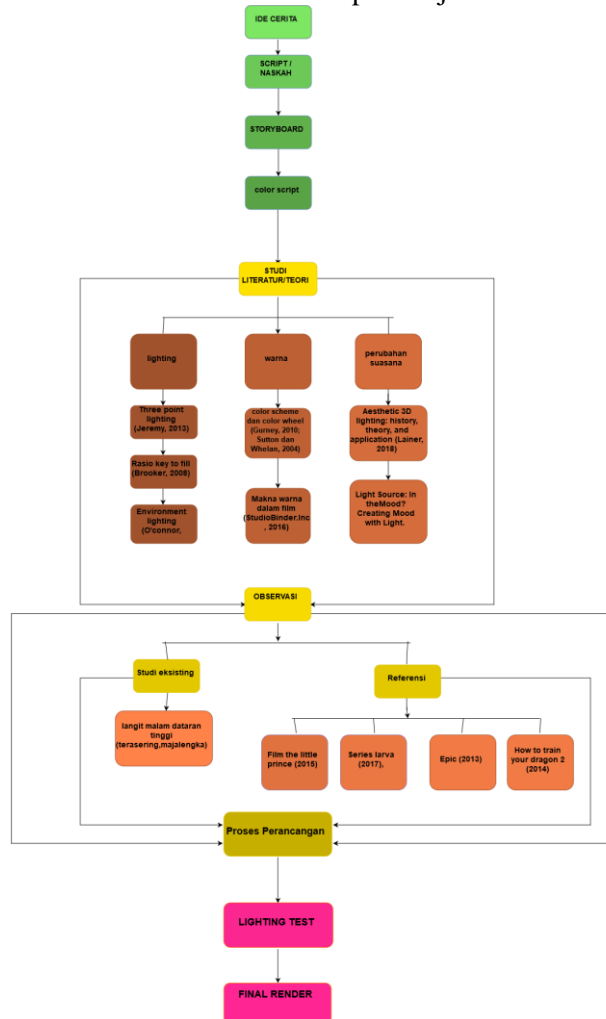 IDE CERITA
SCRIPT /
NASKAH
STORYBOARD
color script
STUDI
LITERATUR/TEORI
lighting
warna
perubahan
suasana
Three point
lighting
(Jeremy, 2013)
color scheme
dan color wheel
(Gurney, 2010;
Sutton dan
Whelan, 2004)
Aesthetic 3D
lighting: history,
theory, and
application (Lainer,
2018)
Rasio key to fill
(Brooker, 2008)
Environment
lighting
(O'connor,
Makna warna
dalam film
(StudioBinder.Inc
, 2016)
Light Source: In
theMood?
Creating Mood
with Light.
OBSERVASI
Studi eksisting
Referensi
langit malam dataran
tinggi
(terasering,majalengka)
Film the little
prince (2015)
Series larva
(2017),
Epic (2013)
How to train
your dragon 2
(2014)
Proses Perancangan
LIGHTING TEST
FINAL RENDER